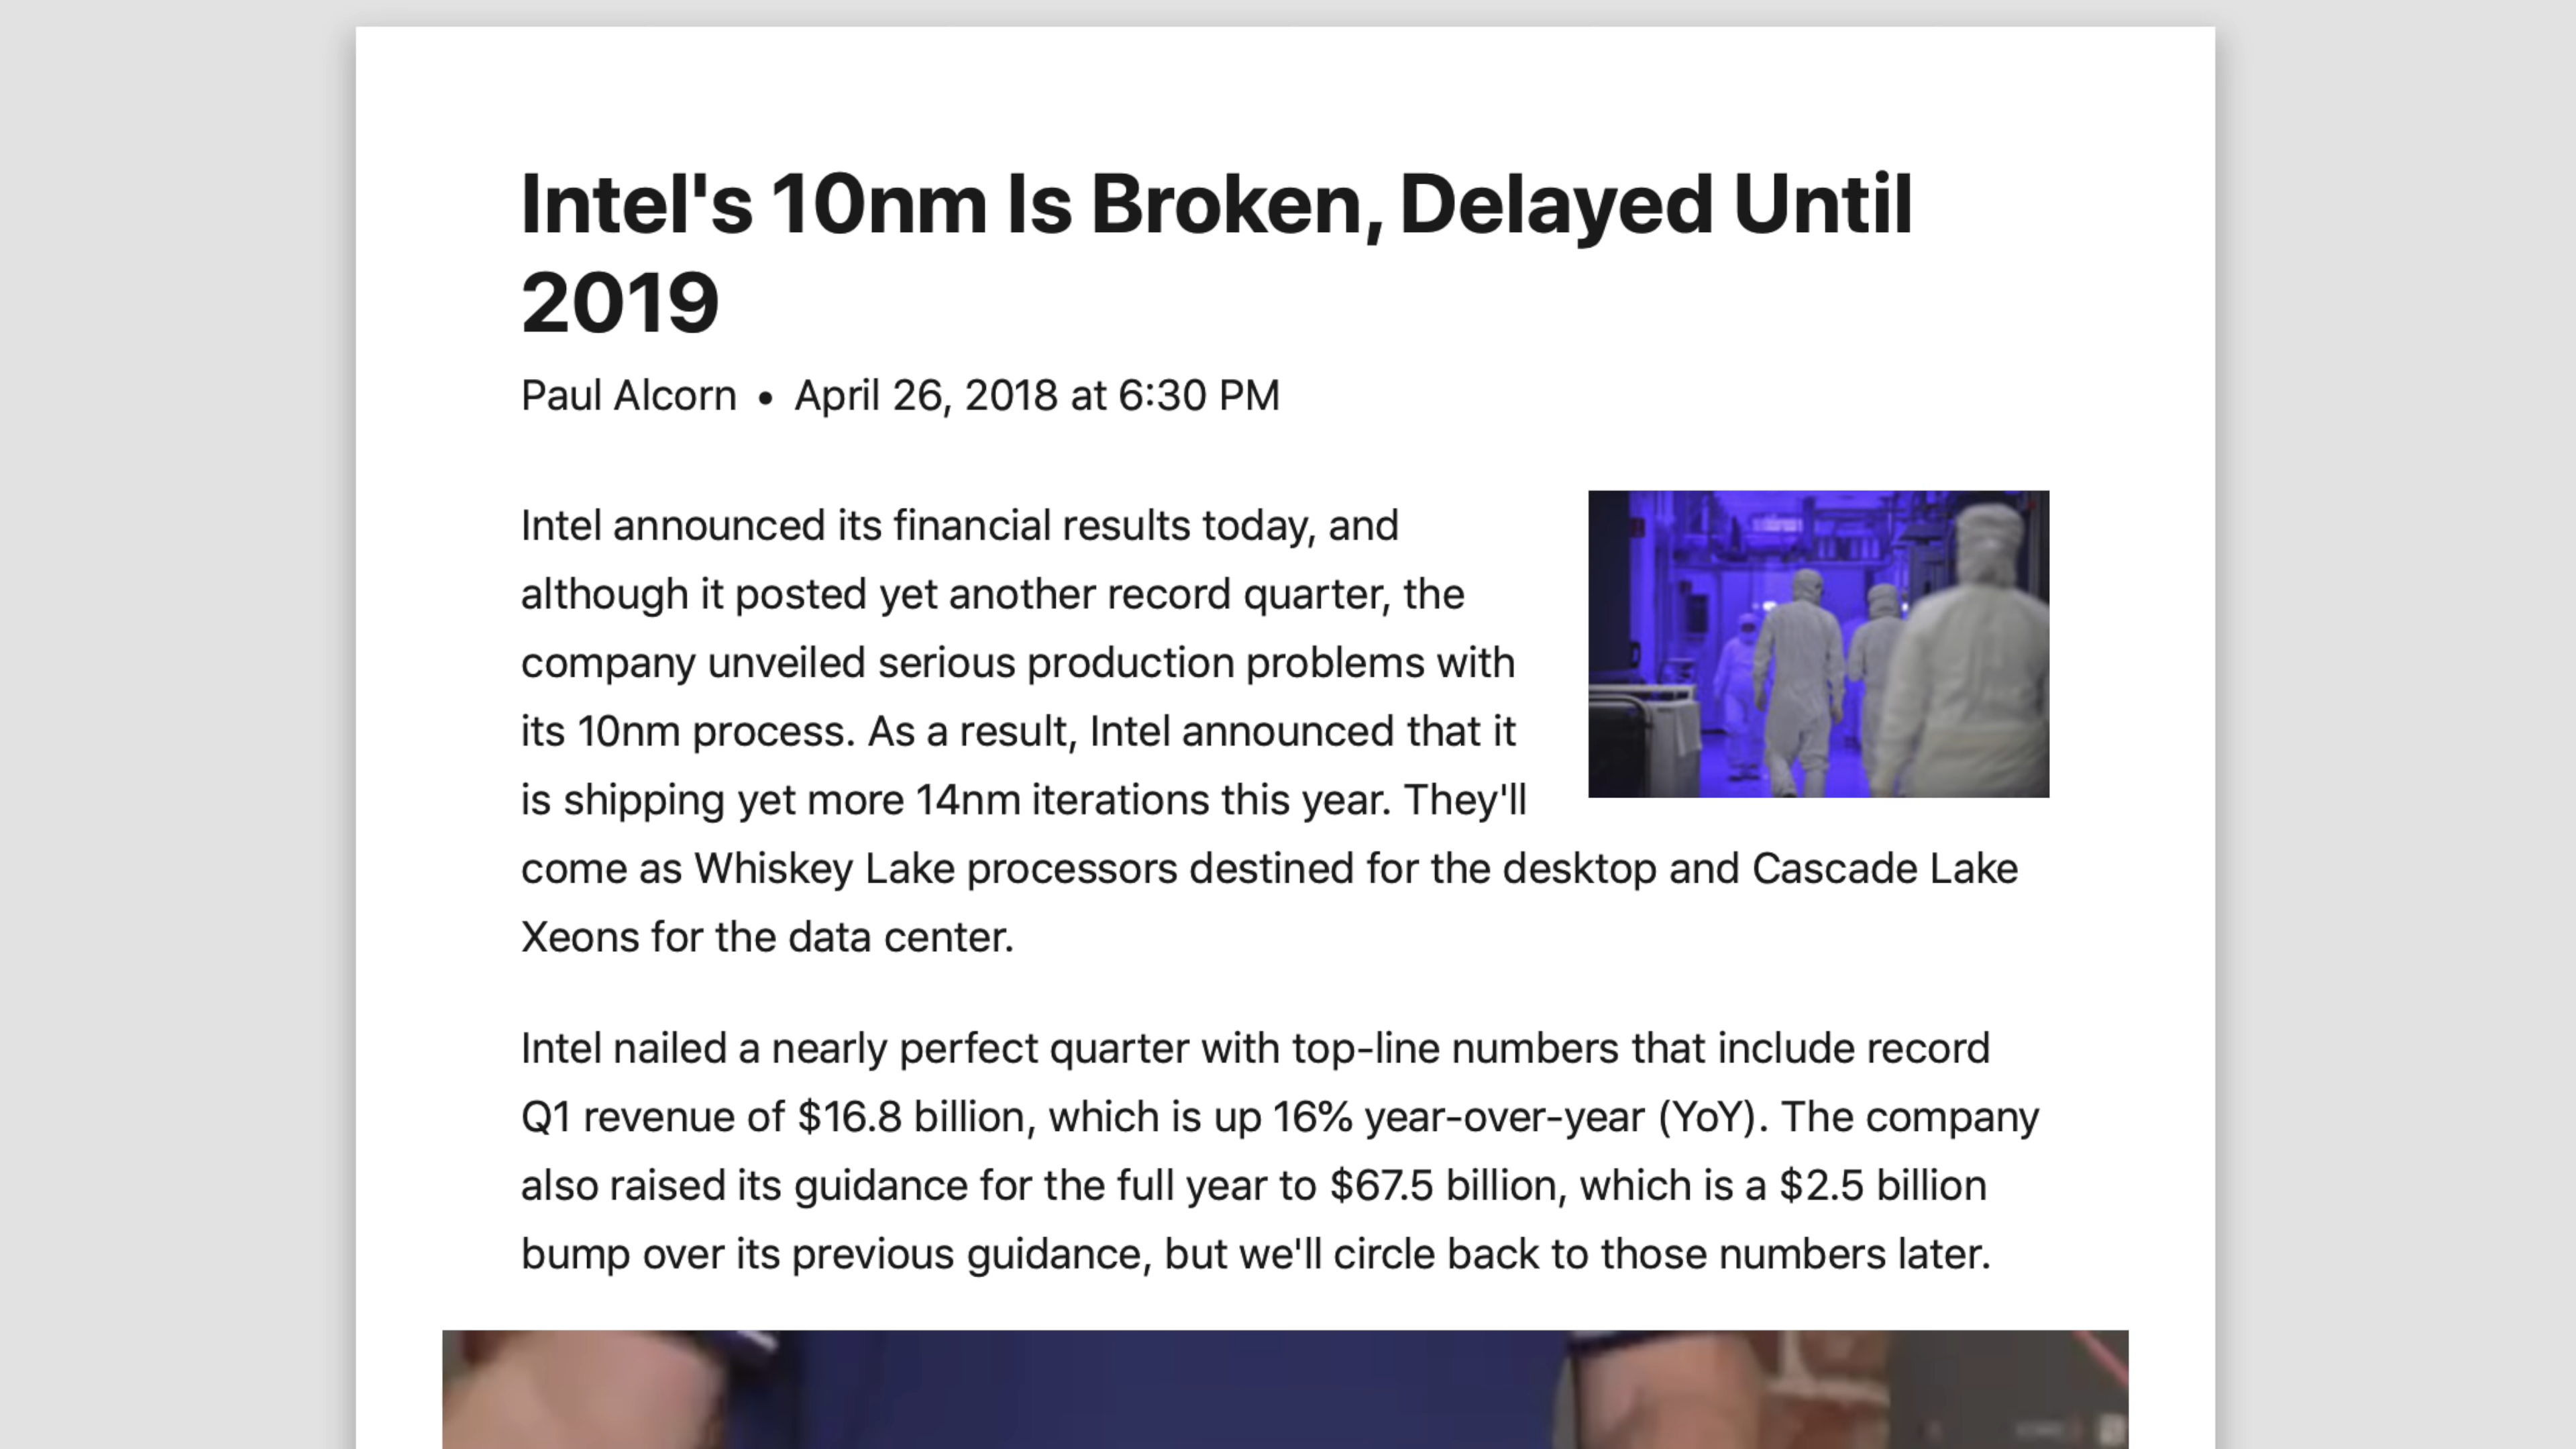 Intel's 10nm Is Broken, Delayed Until
2019
Paul Alcorn • April 26, 2018 at 6:30 PM
Intel announced its financial results today, and
although it posted yet another record quarter, the
company unveiled serious production problems with
its 10nm process. As a result, Intel announced that it
is shipping yet more 14nm iterations this year. They'll
come as Whiskey Lake processors destined for the desktop and Cascade Lake
Xeons for the data center.
Intel nailed a nearly perfect quarter with top-line numbers that include record
Q1 revenue of $16.8 billion, which is up 16% year-over-year (YoY). The company
also raised its guidance for the full year to $67.5 billion, which is a $2.5 billion
bump over its previous guidance, but we'll circle back to those numbers later.